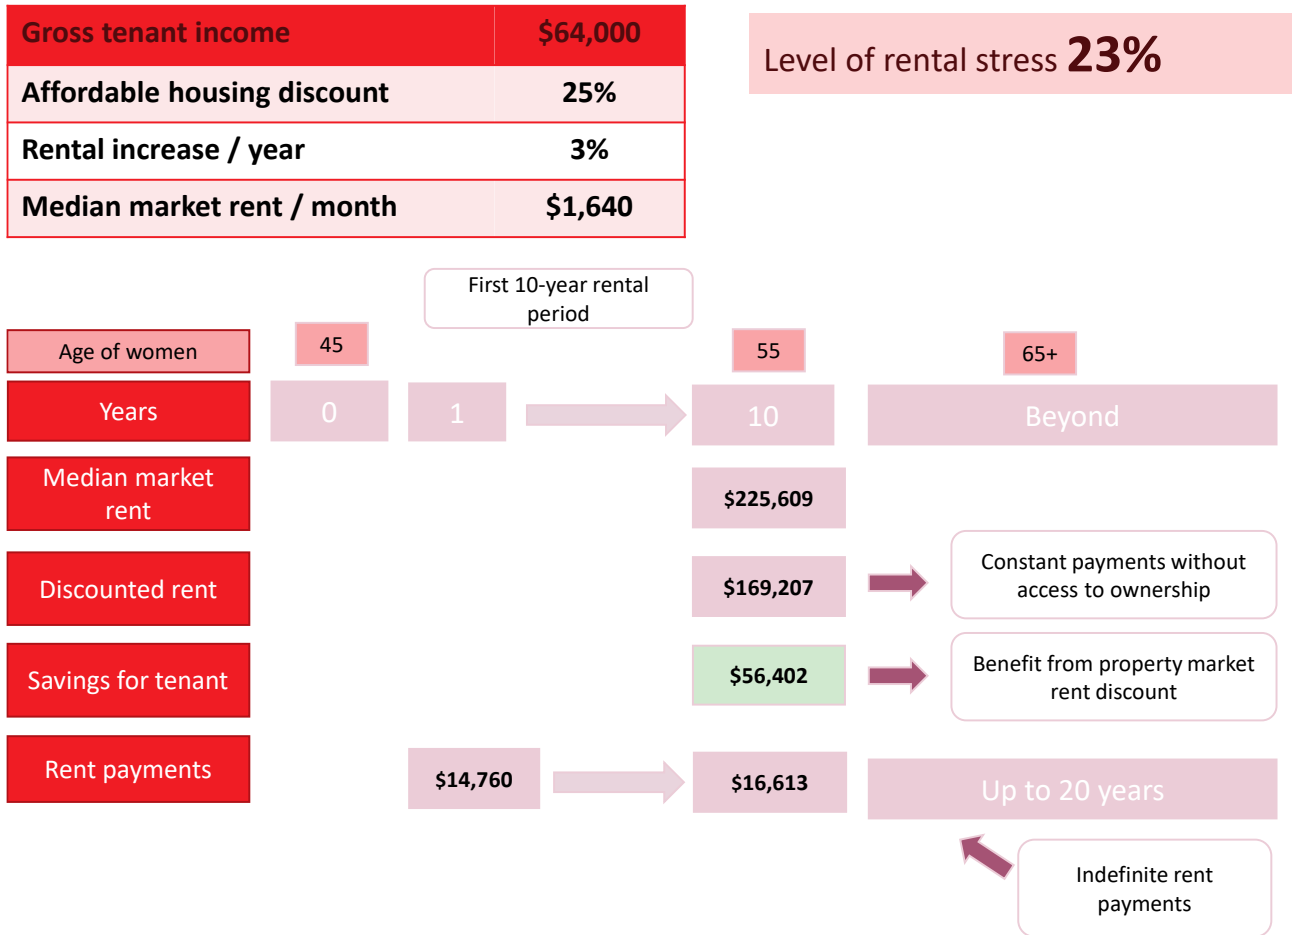 Gross tenant income $64,000
Affordable housing discount 25%
Rental increase / year 3%
Median market rent / month $1,640
Level of rental stress 23%
First 10-year rental
period
Age of women 45 55 65+
Years 0 1 10 Beyond
Median market
rent
$225,609
Discounted rent $169,207
Constant payments without
access to ownership
Savings for tenant $56,402
Benefit from property market
rent discount
Rent payments $14,760 $16,613 Up to 20 years
Indefinite rent
payments